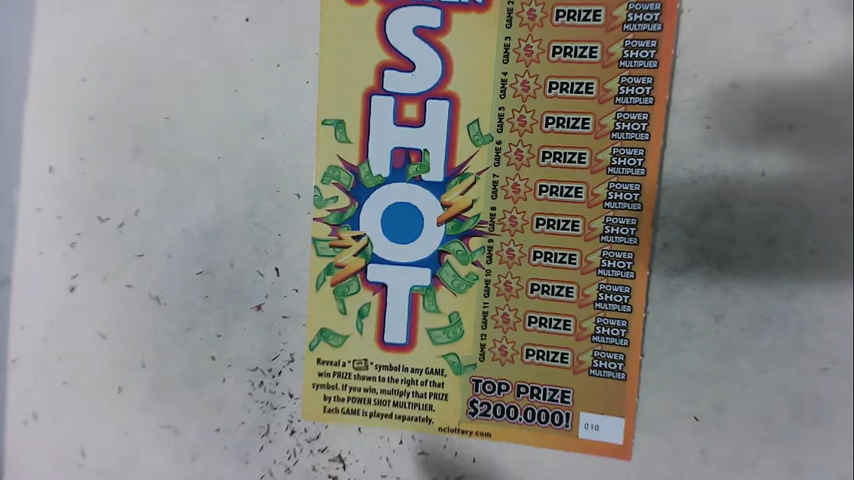 SHOT
GAME 2 $ PRIZE POWER SHOT MULTIPLIER
GAME 3 $ PRIZE POWER SHOT MULTIPLIER
GAME 4 $ PRIZE POWER SHOT MULTIPLIER
GAME 5 $ PRIZE POWER SHOT MULTIPLIER
GAME 6 $ PRIZE POWER SHOT MULTIPLIER
GAME 7 $ PRIZE POWER SHOT MULTIPLIER
GAME 8 $ PRIZE POWER SHOT MULTIPLIER
GAME 9 $ PRIZE POWER SHOT MULTIPLIER
GAME 10 $ PRIZE POWER SHOT MULTIPLIER
GAME 11 $ PRIZE POWER SHOT MULTIPLIER
GAME 12 $ PRIZE POWER SHOT MULTIPLIER
Reveal a " " symbol in any GAME,
win PRIZE shown to the right of that
symbol. If you win, multiply that PRIZE
by the POWER SHOT MULTIPLIER.
Each GAME is played separately.
TOP PRIZE
$200,000!
nclottery.com
010